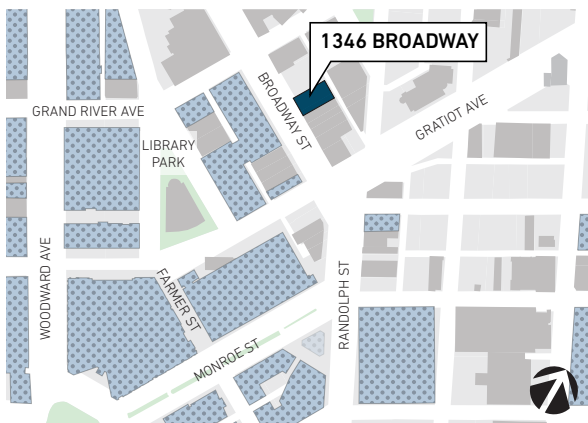 1346 BROADWAY
BROADWAY ST
GRAND RIVER AVE
GRATIOT AVE
LIBRARY
PARK
WOODWARD AVE
FARMER ST
RANDOLPH ST
MONROE ST